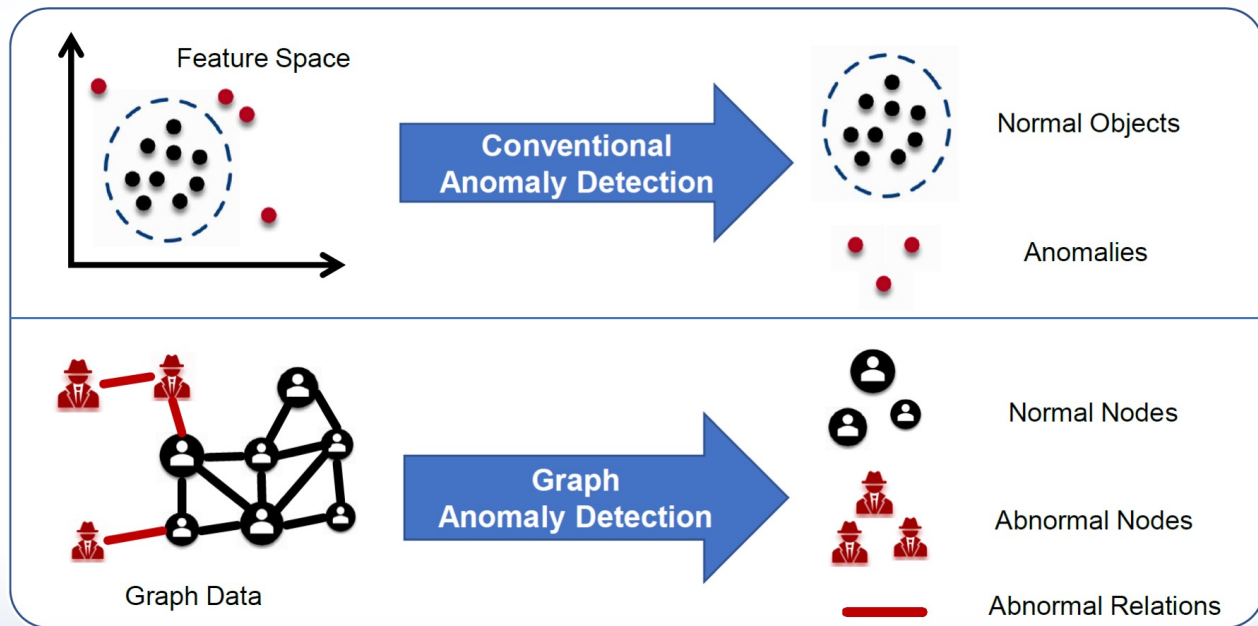 Feature Space
Conventional
Anomaly Detection
Normal Objects
Anomalies
Graph Data
Graph
Anomaly Detection
Normal Nodes
Abnormal Nodes
Abnormal Relations